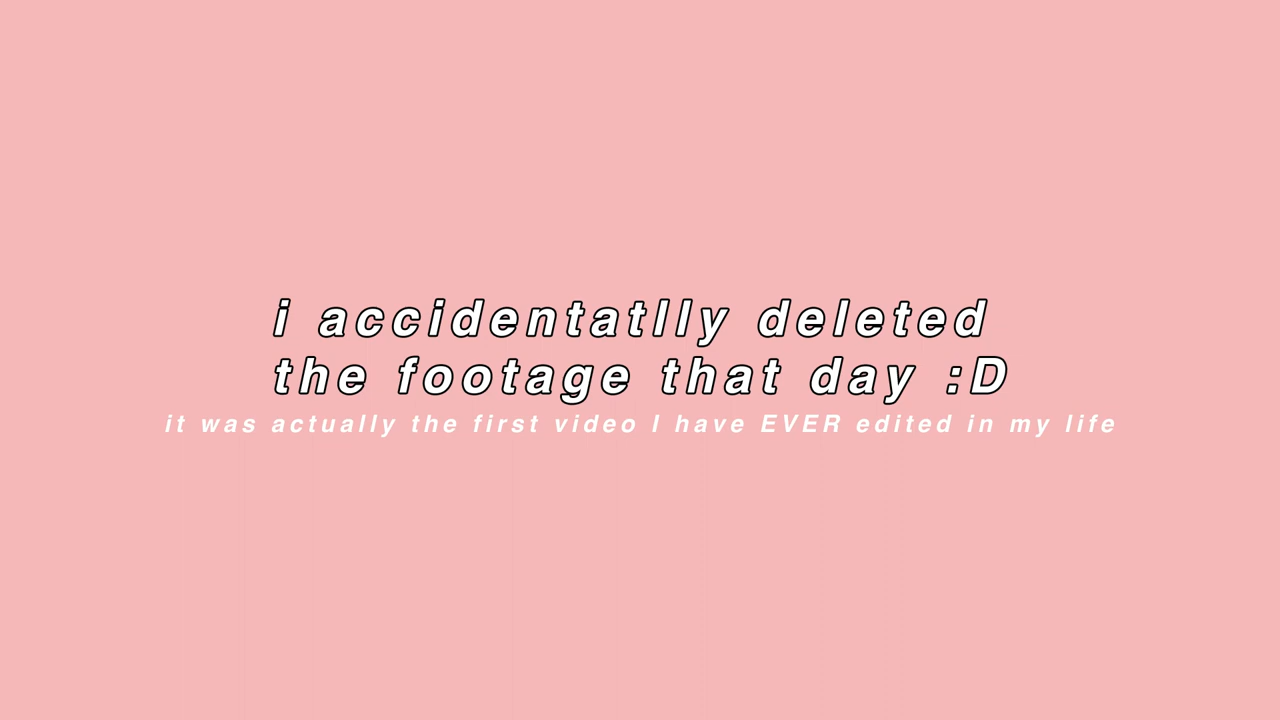 i accidentatlly deleted
the footage that day :D
it was actually the first video I have EVER edited in my life